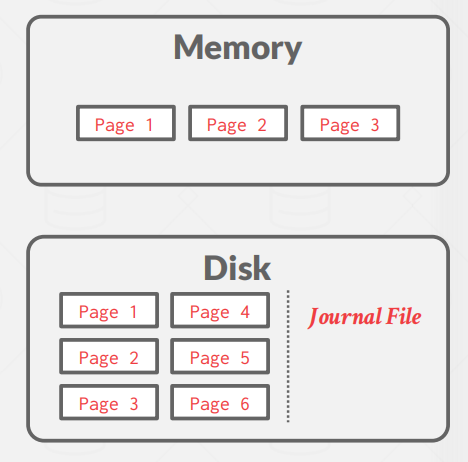 Memory
Page 1 Page 2 Page 3
Disk
Page 1 Page 4
Journal File
Page 2 Page 5
Page 3 Page 6